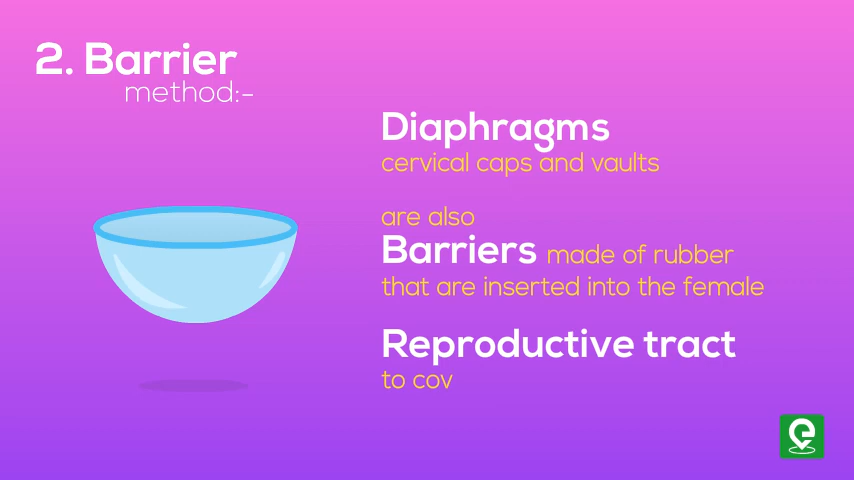 2. Barrier
method:-
Diaphragms
cervical caps and vaults
are also
Barriers made of rubber
that are inserted into the female
Reproductive tract
to cov